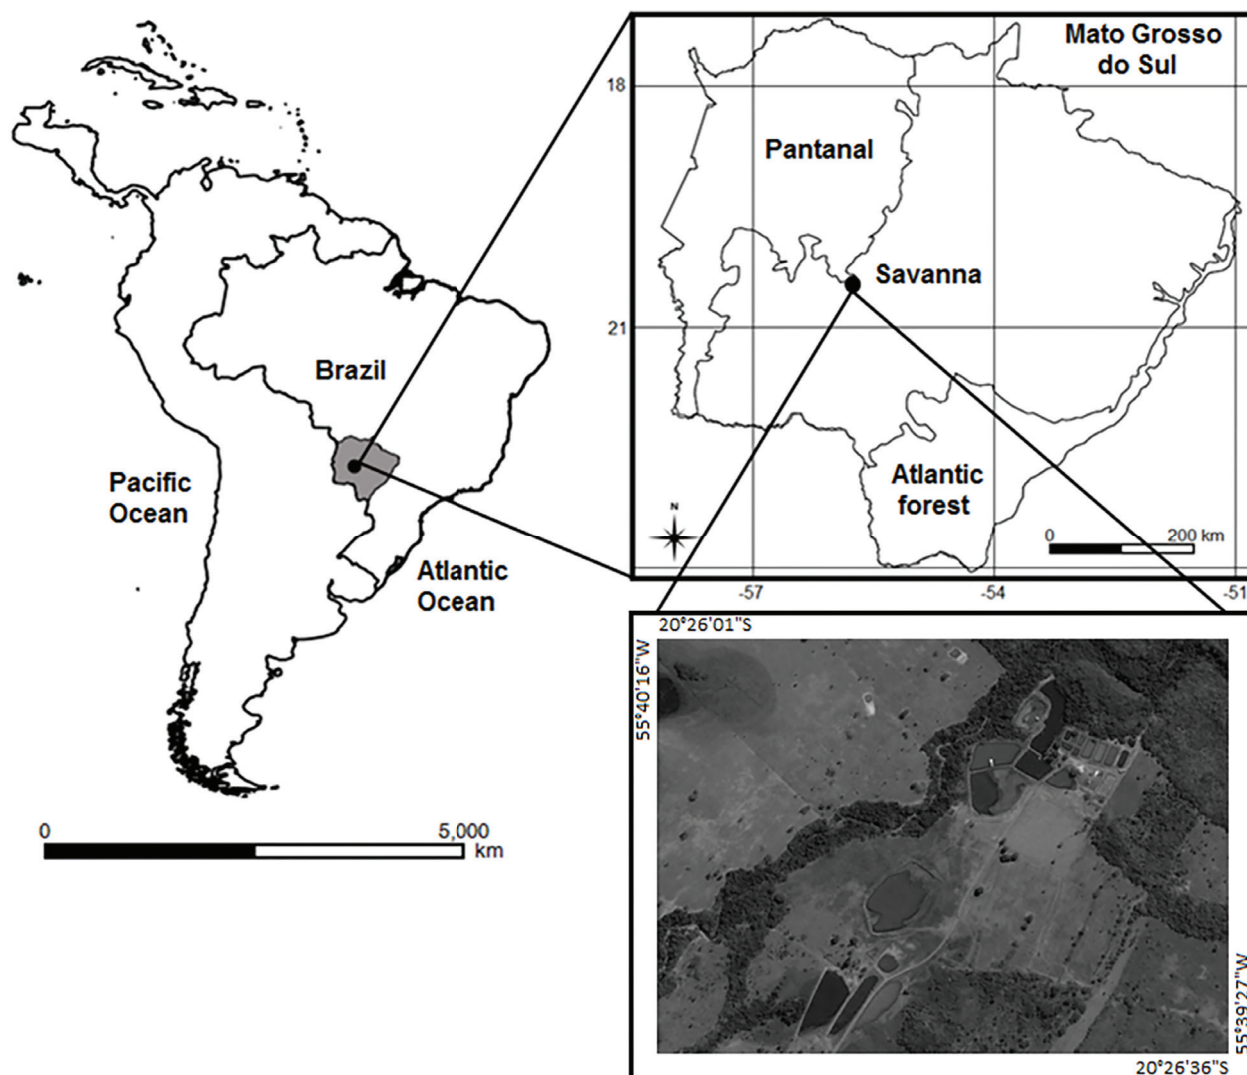 Mato Grosso
do Sul
18
Pantanal
Savanna
21
Brazil
Pacific
Ocean
Atlantic
forest
N
0 200 km
Atlantic
Ocean
-57 -54 -51
20°26'01"S
55°40'16"W
0 5,000
km
55°39'27"W
20°26'36"S